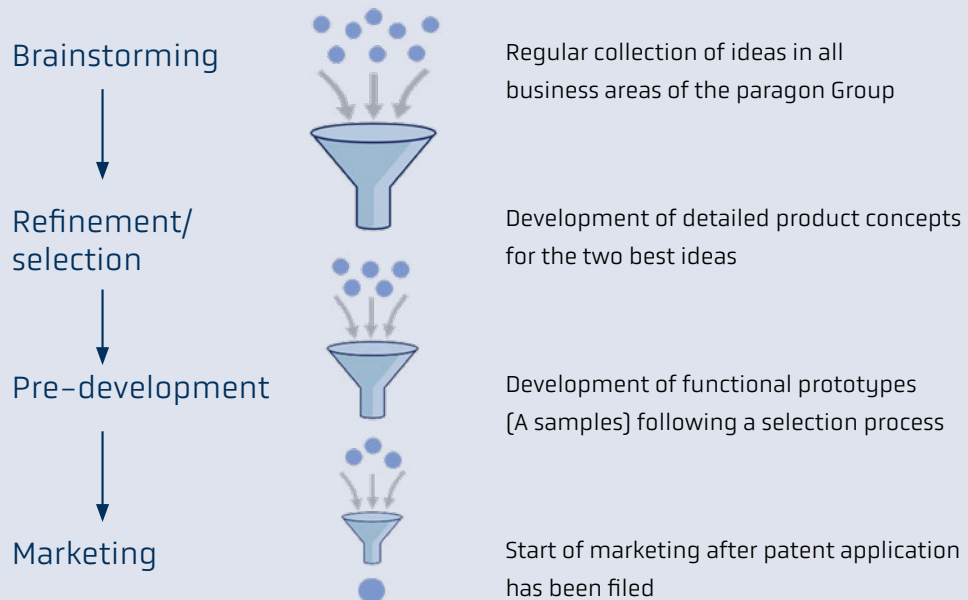 Brainstorming
Regular collection of ideas in all
business areas of the paragon Group
Refinement/
selection
Development of detailed product concepts
for the two best ideas
Pre-development
Development of functional prototypes
(A samples) following a selection process
Marketing
Start of marketing after patent application
has been filed